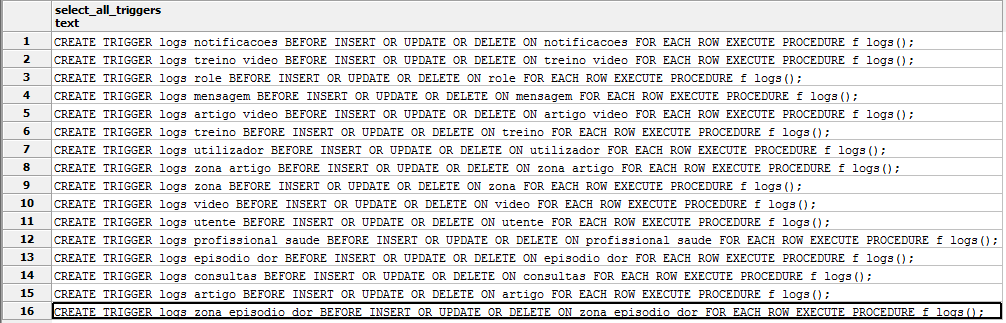 select_all_triggers
text
1 CREATE TRIGGER logs notificacoes BEFORE INSERT OR UPDATE OR DELETE ON notificacoes FOR EACH ROW EXECUTE PROCEDURE f logs();
2 CREATE TRIGGER logs treino video BEFORE INSERT OR UPDATE OR DELETE ON treino video FOR EACH ROW EXECUTE PROCEDURE f logs();
3 CREATE TRIGGER logs role BEFORE INSERT OR UPDATE OR DELETE ON role FOR EACH ROW EXECUTE PROCEDURE f logs();
4 CREATE TRIGGER logs mensagem BEFORE INSERT OR UPDATE OR DELETE ON mensagem FOR EACH ROW EXECUTE PROCEDURE f logs();
5 CREATE TRIGGER logs artigo video BEFORE INSERT OR UPDATE OR DELETE ON artigo video FOR EACH ROW EXECUTE PROCEDURE f logs();
6 CREATE TRIGGER logs treino BEFORE INSERT OR UPDATE OR DELETE ON treino FOR EACH ROW EXECUTE PROCEDURE f logs();
7 CREATE TRIGGER logs utilizador BEFORE INSERT OR UPDATE OR DELETE ON utilizador FOR EACH ROW EXECUTE PROCEDURE f logs();
8 CREATE TRIGGER logs zona artigo BEFORE INSERT OR UPDATE OR DELETE ON zona artigo FOR EACH ROW EXECUTE PROCEDURE f logs();
9 CREATE TRIGGER logs zona BEFORE INSERT OR UPDATE OR DELETE ON zona FOR EACH ROW EXECUTE PROCEDURE f logs();
10 CREATE TRIGGER logs video BEFORE INSERT OR UPDATE OR DELETE ON video FOR EACH ROW EXECUTE PROCEDURE f logs();
11 CREATE TRIGGER logs utente BEFORE INSERT OR UPDATE OR DELETE ON utente FOR EACH ROW EXECUTE PROCEDURE f logs();
12 CREATE TRIGGER logs profissional saude BEFORE INSERT OR UPDATE OR DELETE ON profissional saude FOR EACH ROW EXECUTE PROCEDURE f logs();
13 CREATE TRIGGER logs episodio dor BEFORE INSERT OR UPDATE OR DELETE ON episodio dor FOR EACH ROW EXECUTE PROCEDURE f logs();
14 CREATE TRIGGER logs consultas BEFORE INSERT OR UPDATE OR DELETE ON consultas FOR EACH ROW EXECUTE PROCEDURE f logs();
15 CREATE TRIGGER logs artigo BEFORE INSERT OR UPDATE OR DELETE ON artigo FOR EACH ROW EXECUTE PROCEDURE f logs();
16 CREATE TRIGGER logs zona episodio dor BEFORE INSERT OR UPDATE OR DELETE ON zona episodio dor FOR EACH ROW EXECUTE PROCEDURE f logs();